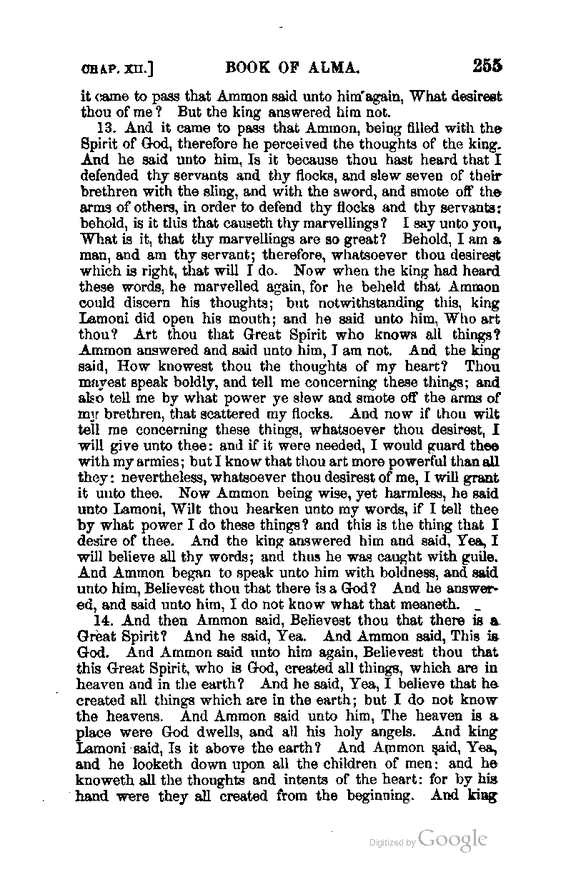 CHAP. XII.] BOOK OF ALMA. 255
it came to pass that Ammon said unto him again, What desirest
thou of me? But the king answered him not.
13. And it came to pass that Ammon, being filled with the
Spirit of God, therefore he perceived the thoughts of the king.
And he said unto him, Is it because thou hast heard that I
defended thy servants and thy flocks, and slew seven of their
brethren with the sling, and with the sword, and smote off the
arms of others, in order to defend thy flocks and thy servants:
behold, is it this that causeth thy marvellings? I say unto you,
What is it, that thy marvellings are so great? Behold, I am a
man, and am thy servant; therefore, whatsoever thou desirest
which is right, that will I do. Now when the king had heard
these words, he marvelled again, for he beheld that Ammon
could discern his thoughts; but notwithstanding this, king
Lamoni did open his mouth; and he said unto him, Who art
thou? Art thou that Great Spirit who knows all things?
Ammon answered and said unto him, I am not. And the king
said, How knowest thou the thoughts of my heart? Thou
mayest speak boldly, and tell me concerning these things; and
also tell me by what power ye slew and smote off the arms of
my brethren, that scattered my flocks. And now if thou wilt
tell me concerning these things, whatsoever thou desirest, I
will give unto thee: and if it were needed, I would guard thee
with my armies; but I know that thou art more powerful than all
they: nevertheless, whatsoever thou desirest of me, I will grant
it unto thee. Now Ammon being wise, yet harmless, he said
unto Lamoni, Wilt thou hearken unto my words, if I tell thee
by what power I do these things? and this is the thing that I
desire of thee. And the king answered him and said, Yea, I
will believe all thy words; and thus he was caught with guile.
And Ammon began to speak unto him with boldness, and said
unto him, Believest thou that there is a God? And he answer-
ed, and said unto him, I do not know what that meaneth.
14. And then Ammon said, Believest thou that there is a
Great Spirit? And he said, Yea. And Ammon said, This is
God. And Ammon said unto him again, Believest thou that
this Great Spirit, who is God, created all things, which are in
heaven and in the earth? And he said, Yea, I believe that he
created all things which are in the earth; but I do not know
the heavens. And Ammon said unto him, The heaven is a
place were God dwells, and all his holy angels. And king
Lamoni said, Is it above the earth? And Ammon said, Yea,
and he looketh down upon all the children of men: and he
knoweth all the thoughts and intents of the heart: for by his
hand were they all created from the beginning. And king
Digitized by Google